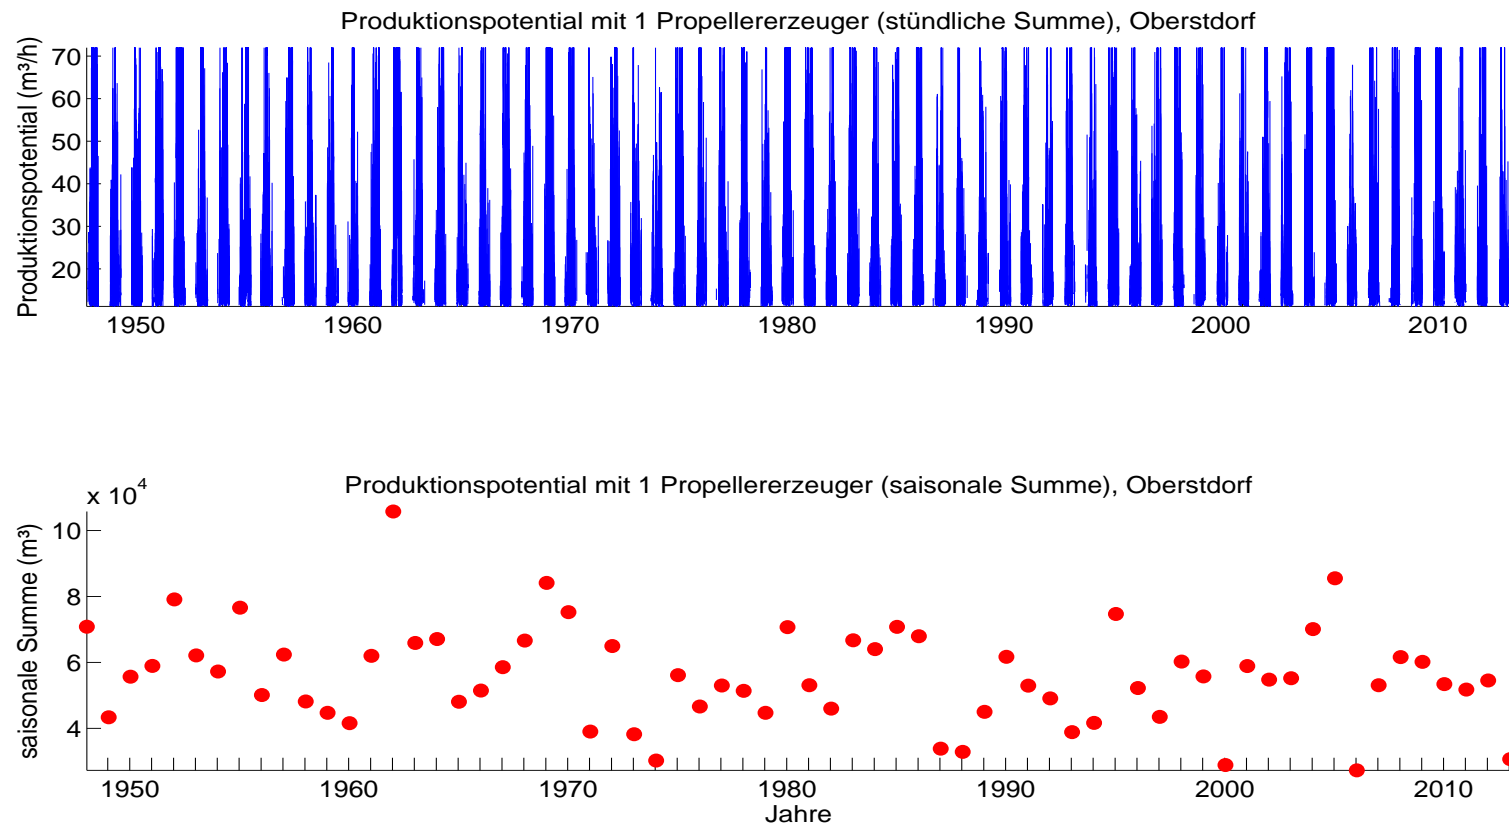 Produktionspotential mit 1 Propellererzeuger (stündliche Summe), Oberstdorf
Produktionspotential (m³/h)
70
60
50
40
30
20
1950 1960 1970 1980 1990 2000 2010
Produktionspotential mit 1 Propellererzeuger (saisonale Summe), Oberstdorf
x 10⁴
saisonale Summe (m³)
10
8
6
4
1950 1960 1970 1980 1990 2000 2010
Jahre